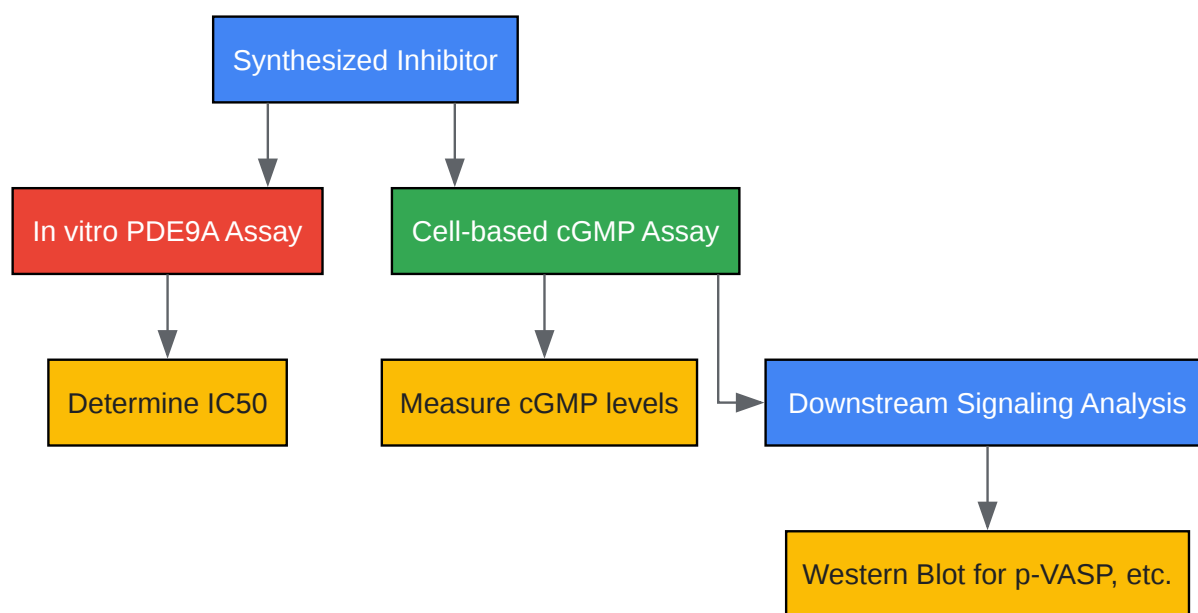 Synthesized Inhibitor
In vitro PDE9A Assay
Cell-based cGMP Assay
Determine IC50
Measure cGMP levels
Downstream Signaling Analysis
Western Blot for p-VASP, etc.